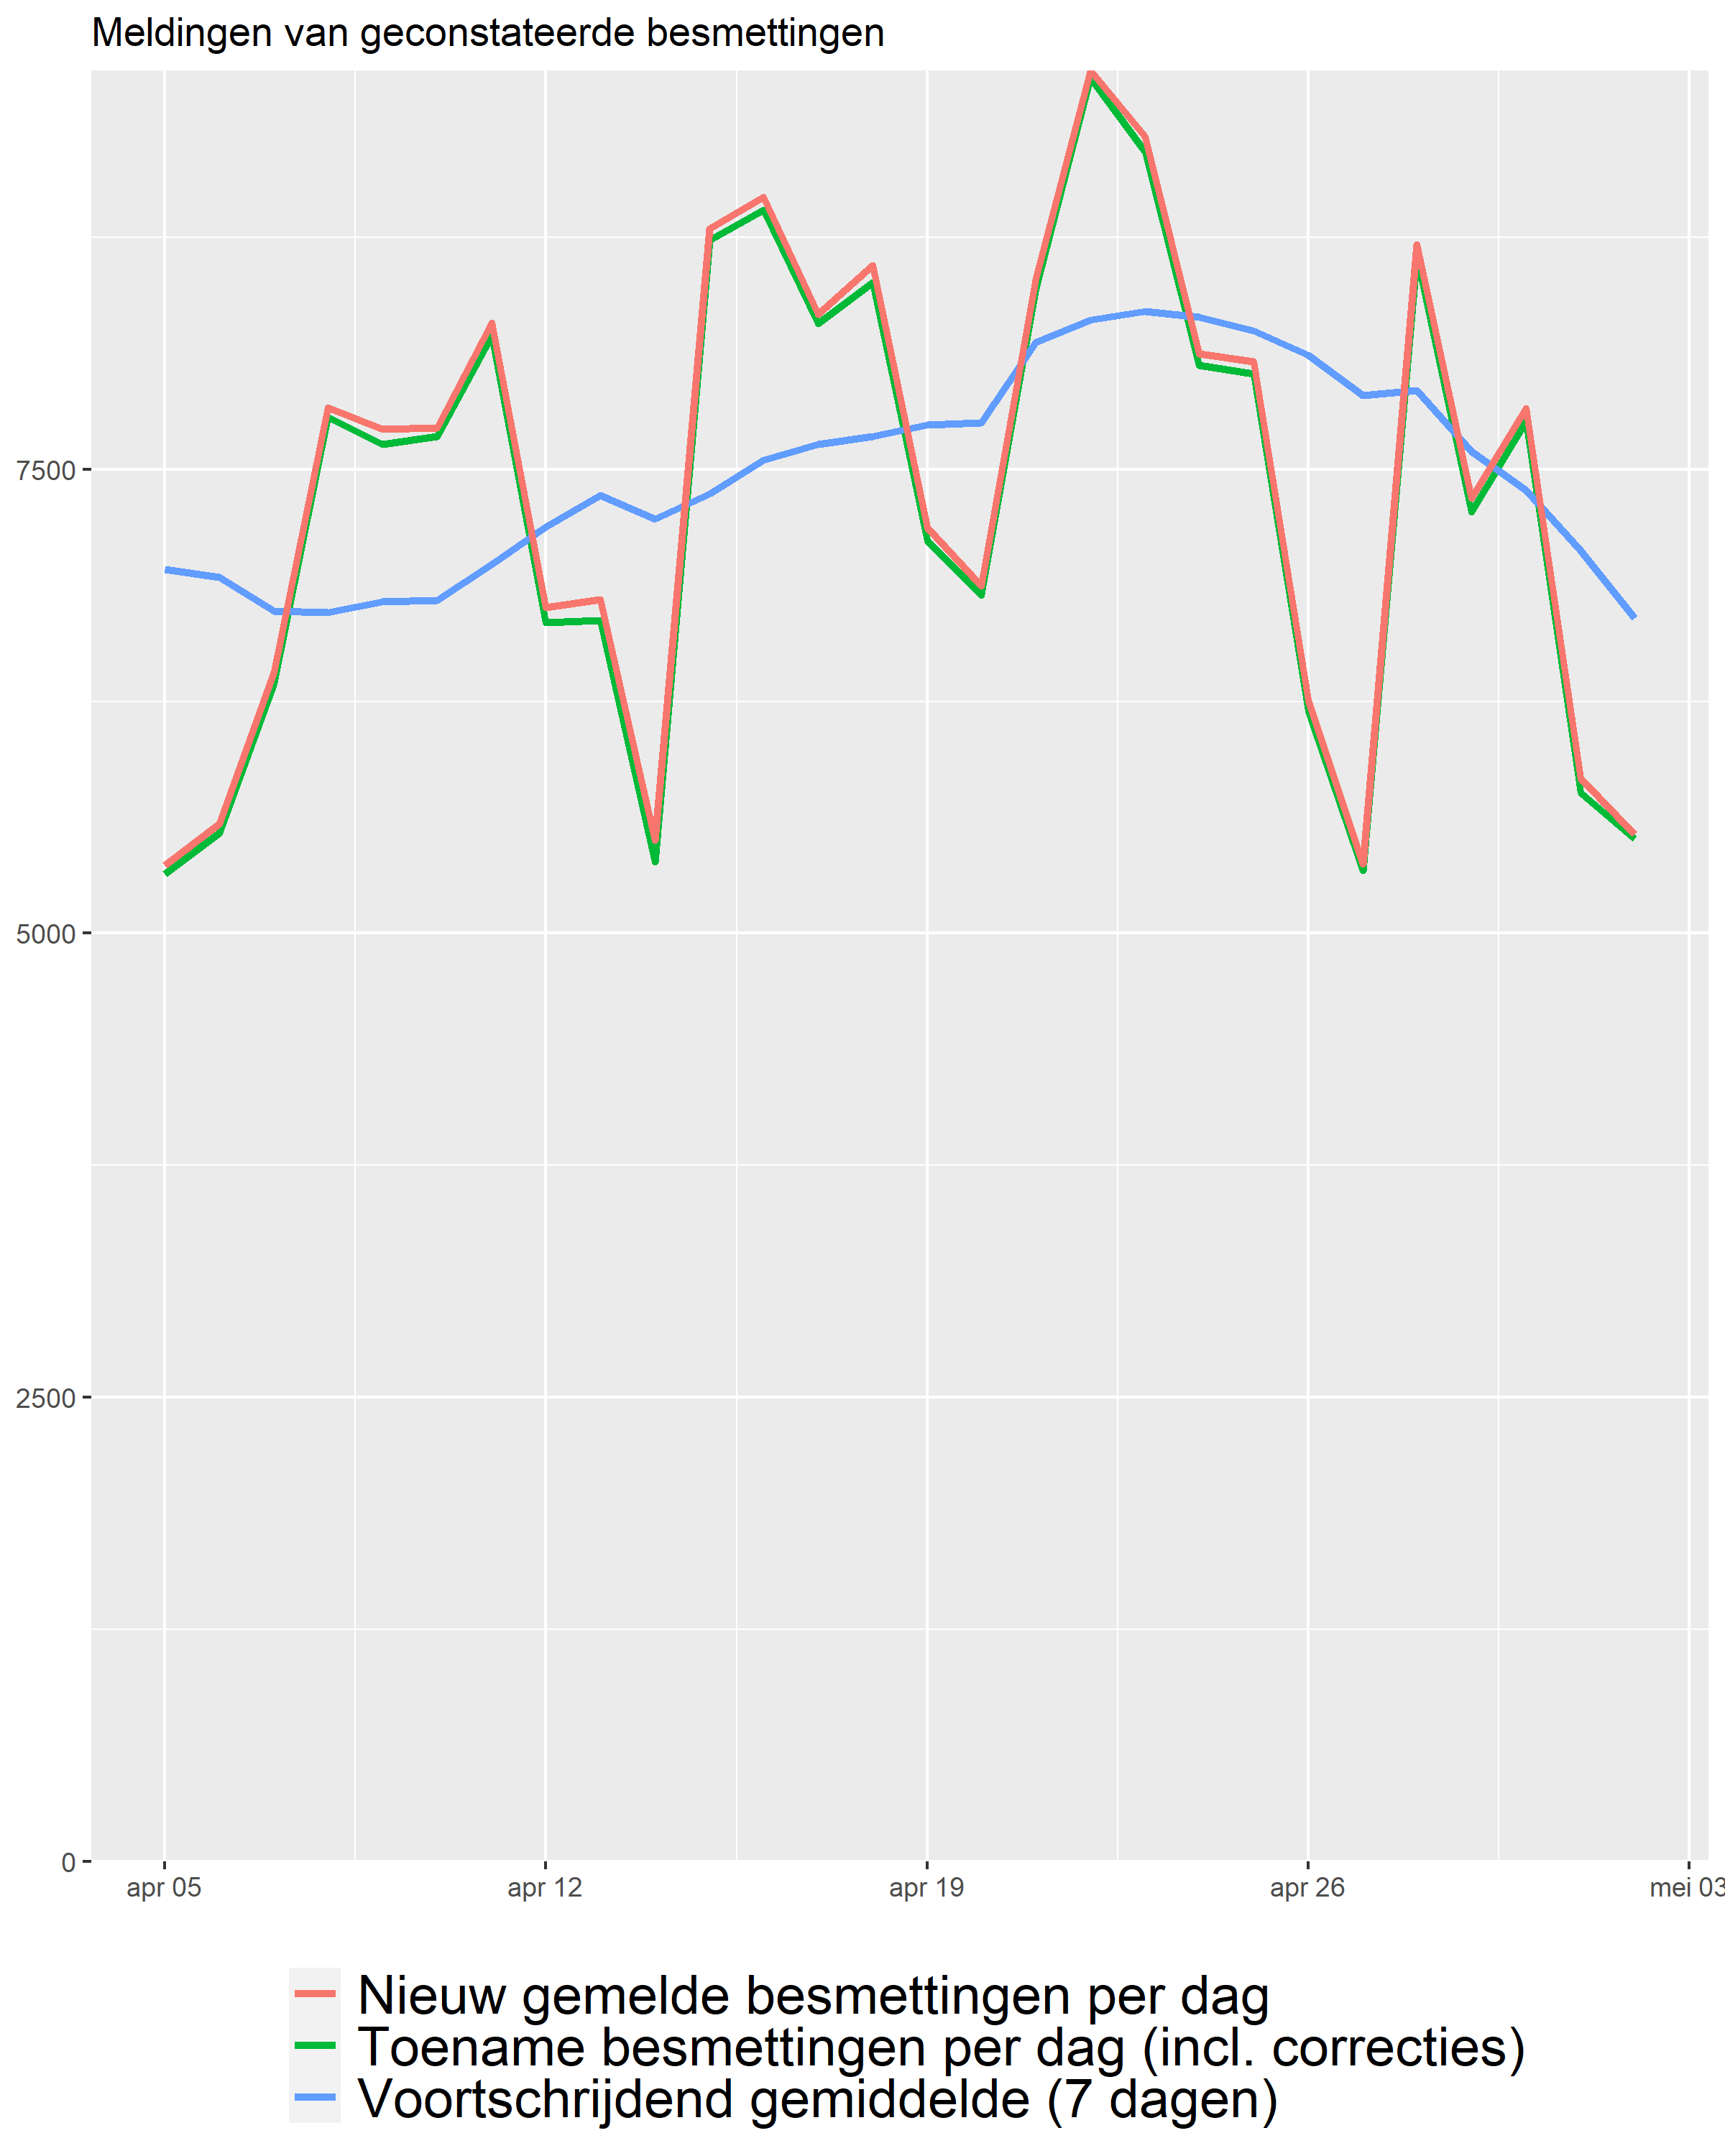 Meldingen van geconstateerde besmettingen
7500
5000
2500
0
apr 05 apr 12 apr 19 apr 26 mei 03
Nieuw gemelde besmettingen per dag
Toename besmettingen per dag (incl. correcties)
Voortschrijdend gemiddelde (7 dagen)